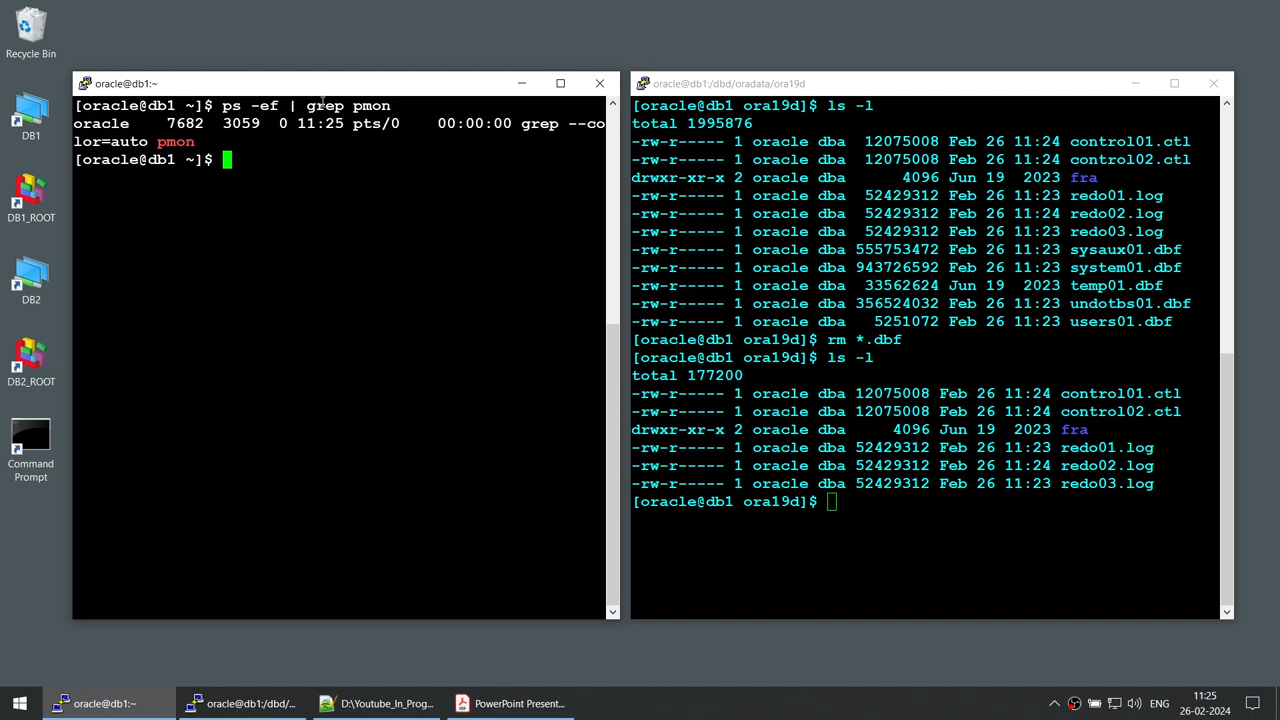 Recycle Bin
DB1
DB1_ROOT
DB2
DB2_ROOT
Command
Prompt
oracle@db1:~
[oracle@db1 ~]$ ps -ef | grep pmon
oracle 7682 3059 0 11:25 pts/0 00:00:00 grep --co
lor=auto pmon
[oracle@db1 ~]$
oracle@db1:/dbd/oradata/ora19d
[oracle@db1 ora19d]$ ls -l
total 1995876
-rw-r----- 1 oracle dba 12075008 Feb 26 11:24 control01.ctl
-rw-r----- 1 oracle dba 12075008 Feb 26 11:24 control02.ctl
drwxr-xr-x 2 oracle dba 4096 Jun 19 2023 fra
-rw-r----- 1 oracle dba 52429312 Feb 26 11:23 redo01.log
-rw-r----- 1 oracle dba 52429312 Feb 26 11:24 redo02.log
-rw-r----- 1 oracle dba 52429312 Feb 26 11:23 redo03.log
-rw-r----- 1 oracle dba 555753472 Feb 26 11:23 sysaux01.dbf
-rw-r----- 1 oracle dba 943726592 Feb 26 11:23 system01.dbf
-rw-r----- 1 oracle dba 33562624 Jun 19 2023 temp01.dbf
-rw-r----- 1 oracle dba 356524032 Feb 26 11:23 undotbs01.dbf
-rw-r----- 1 oracle dba 5251072 Feb 26 11:23 users01.dbf
[oracle@db1 ora19d]$ rm *.dbf
[oracle@db1 ora19d]$ ls -l
total 177200
-rw-r----- 1 oracle dba 12075008 Feb 26 11:24 control01.ctl
-rw-r----- 1 oracle dba 12075008 Feb 26 11:24 control02.ctl
drwxr-xr-x 2 oracle dba 4096 Jun 19 2023 fra
-rw-r----- 1 oracle dba 52429312 Feb 26 11:23 redo01.log
-rw-r----- 1 oracle dba 52429312 Feb 26 11:24 redo02.log
-rw-r----- 1 oracle dba 52429312 Feb 26 11:23 redo03.log
[oracle@db1 ora19d]$
oracle@db1:~
oracle@db1:/dbd/...
D:\Youtube_In_Prog...
PowerPoint Present...
ENG
11:25
26-02-2024